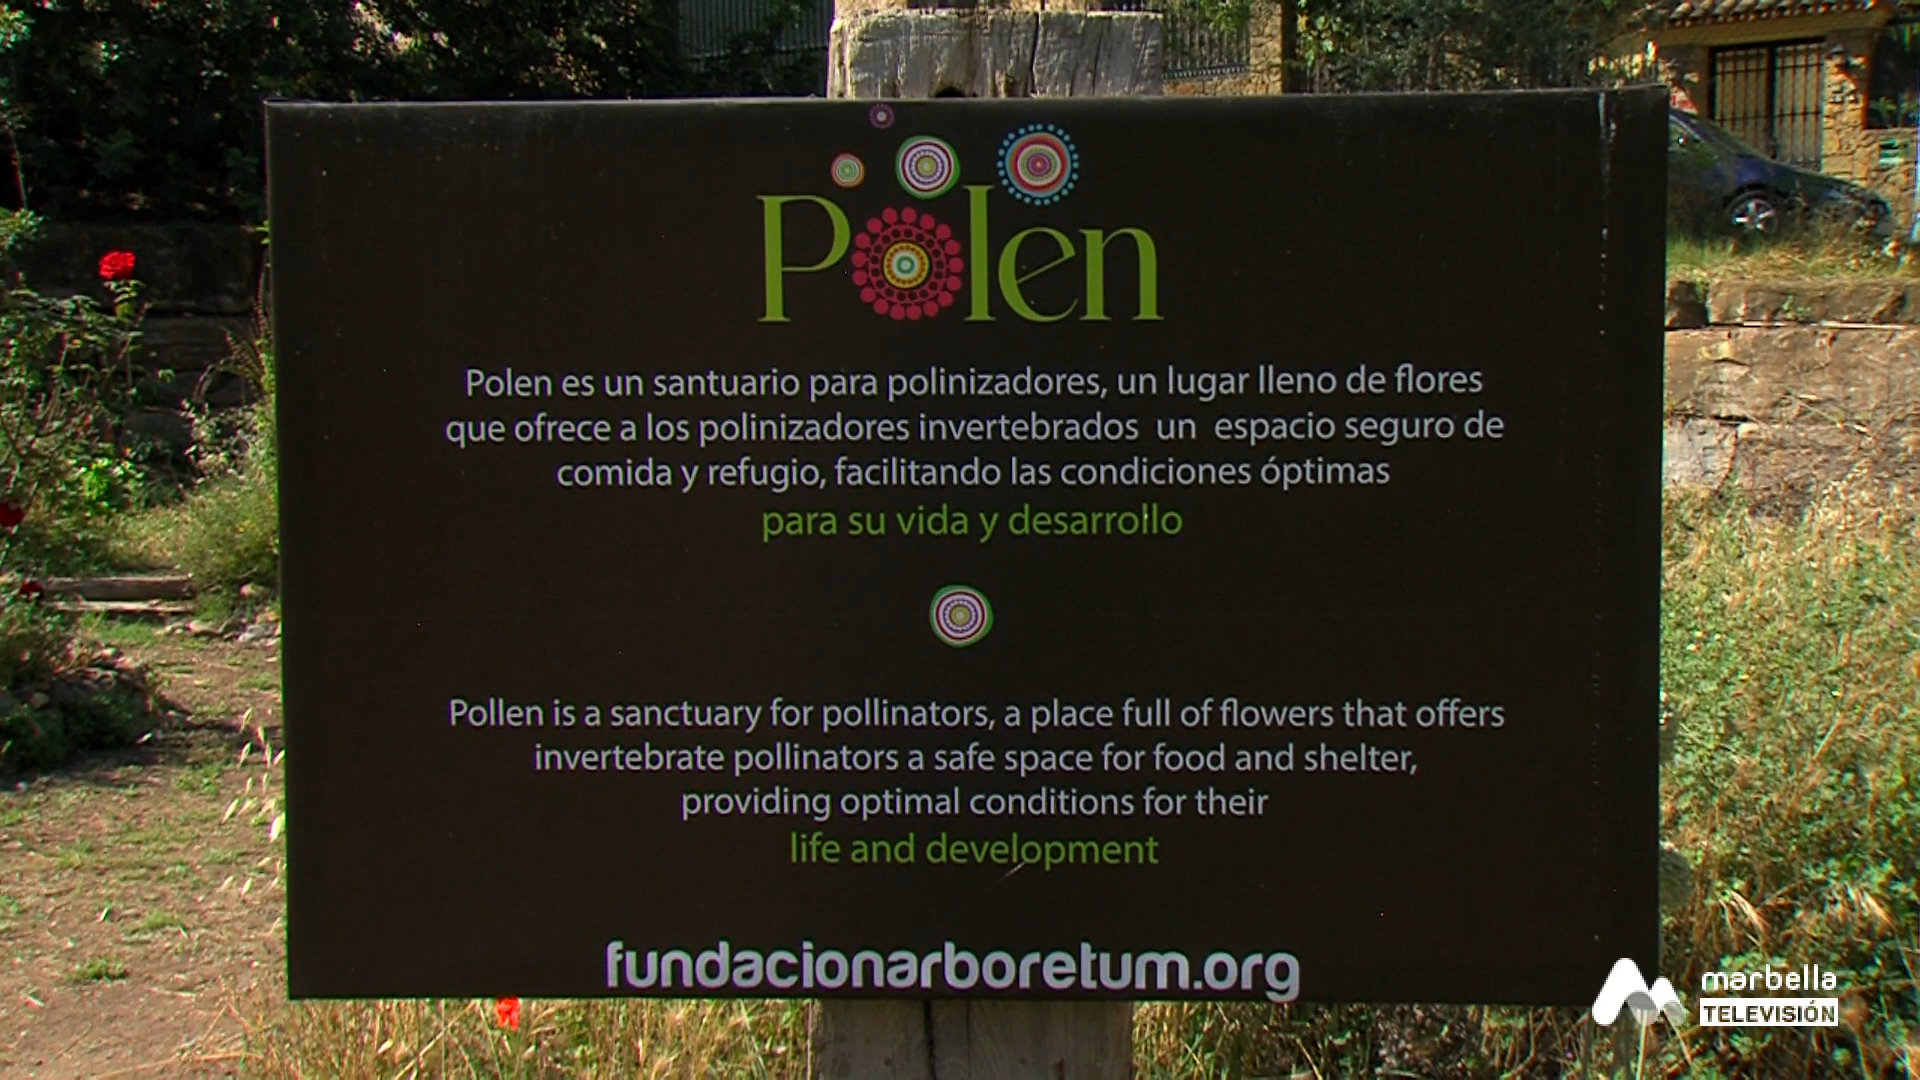 Polen
Polen es un santuario para polinizadores, un lugar lleno de flores
que ofrece a los polinizadores invertebrados un espacio seguro de
comida y refugio, facilitando las condiciones óptimas
para su vida y desarrollo
Pollen is a sanctuary for pollinators, a place full of flowers that offers
invertebrate pollinators a safe space for food and shelter,
providing optimal conditions for their
life and development
fundacionarboretum.org
marbella
TELEVISIÓN